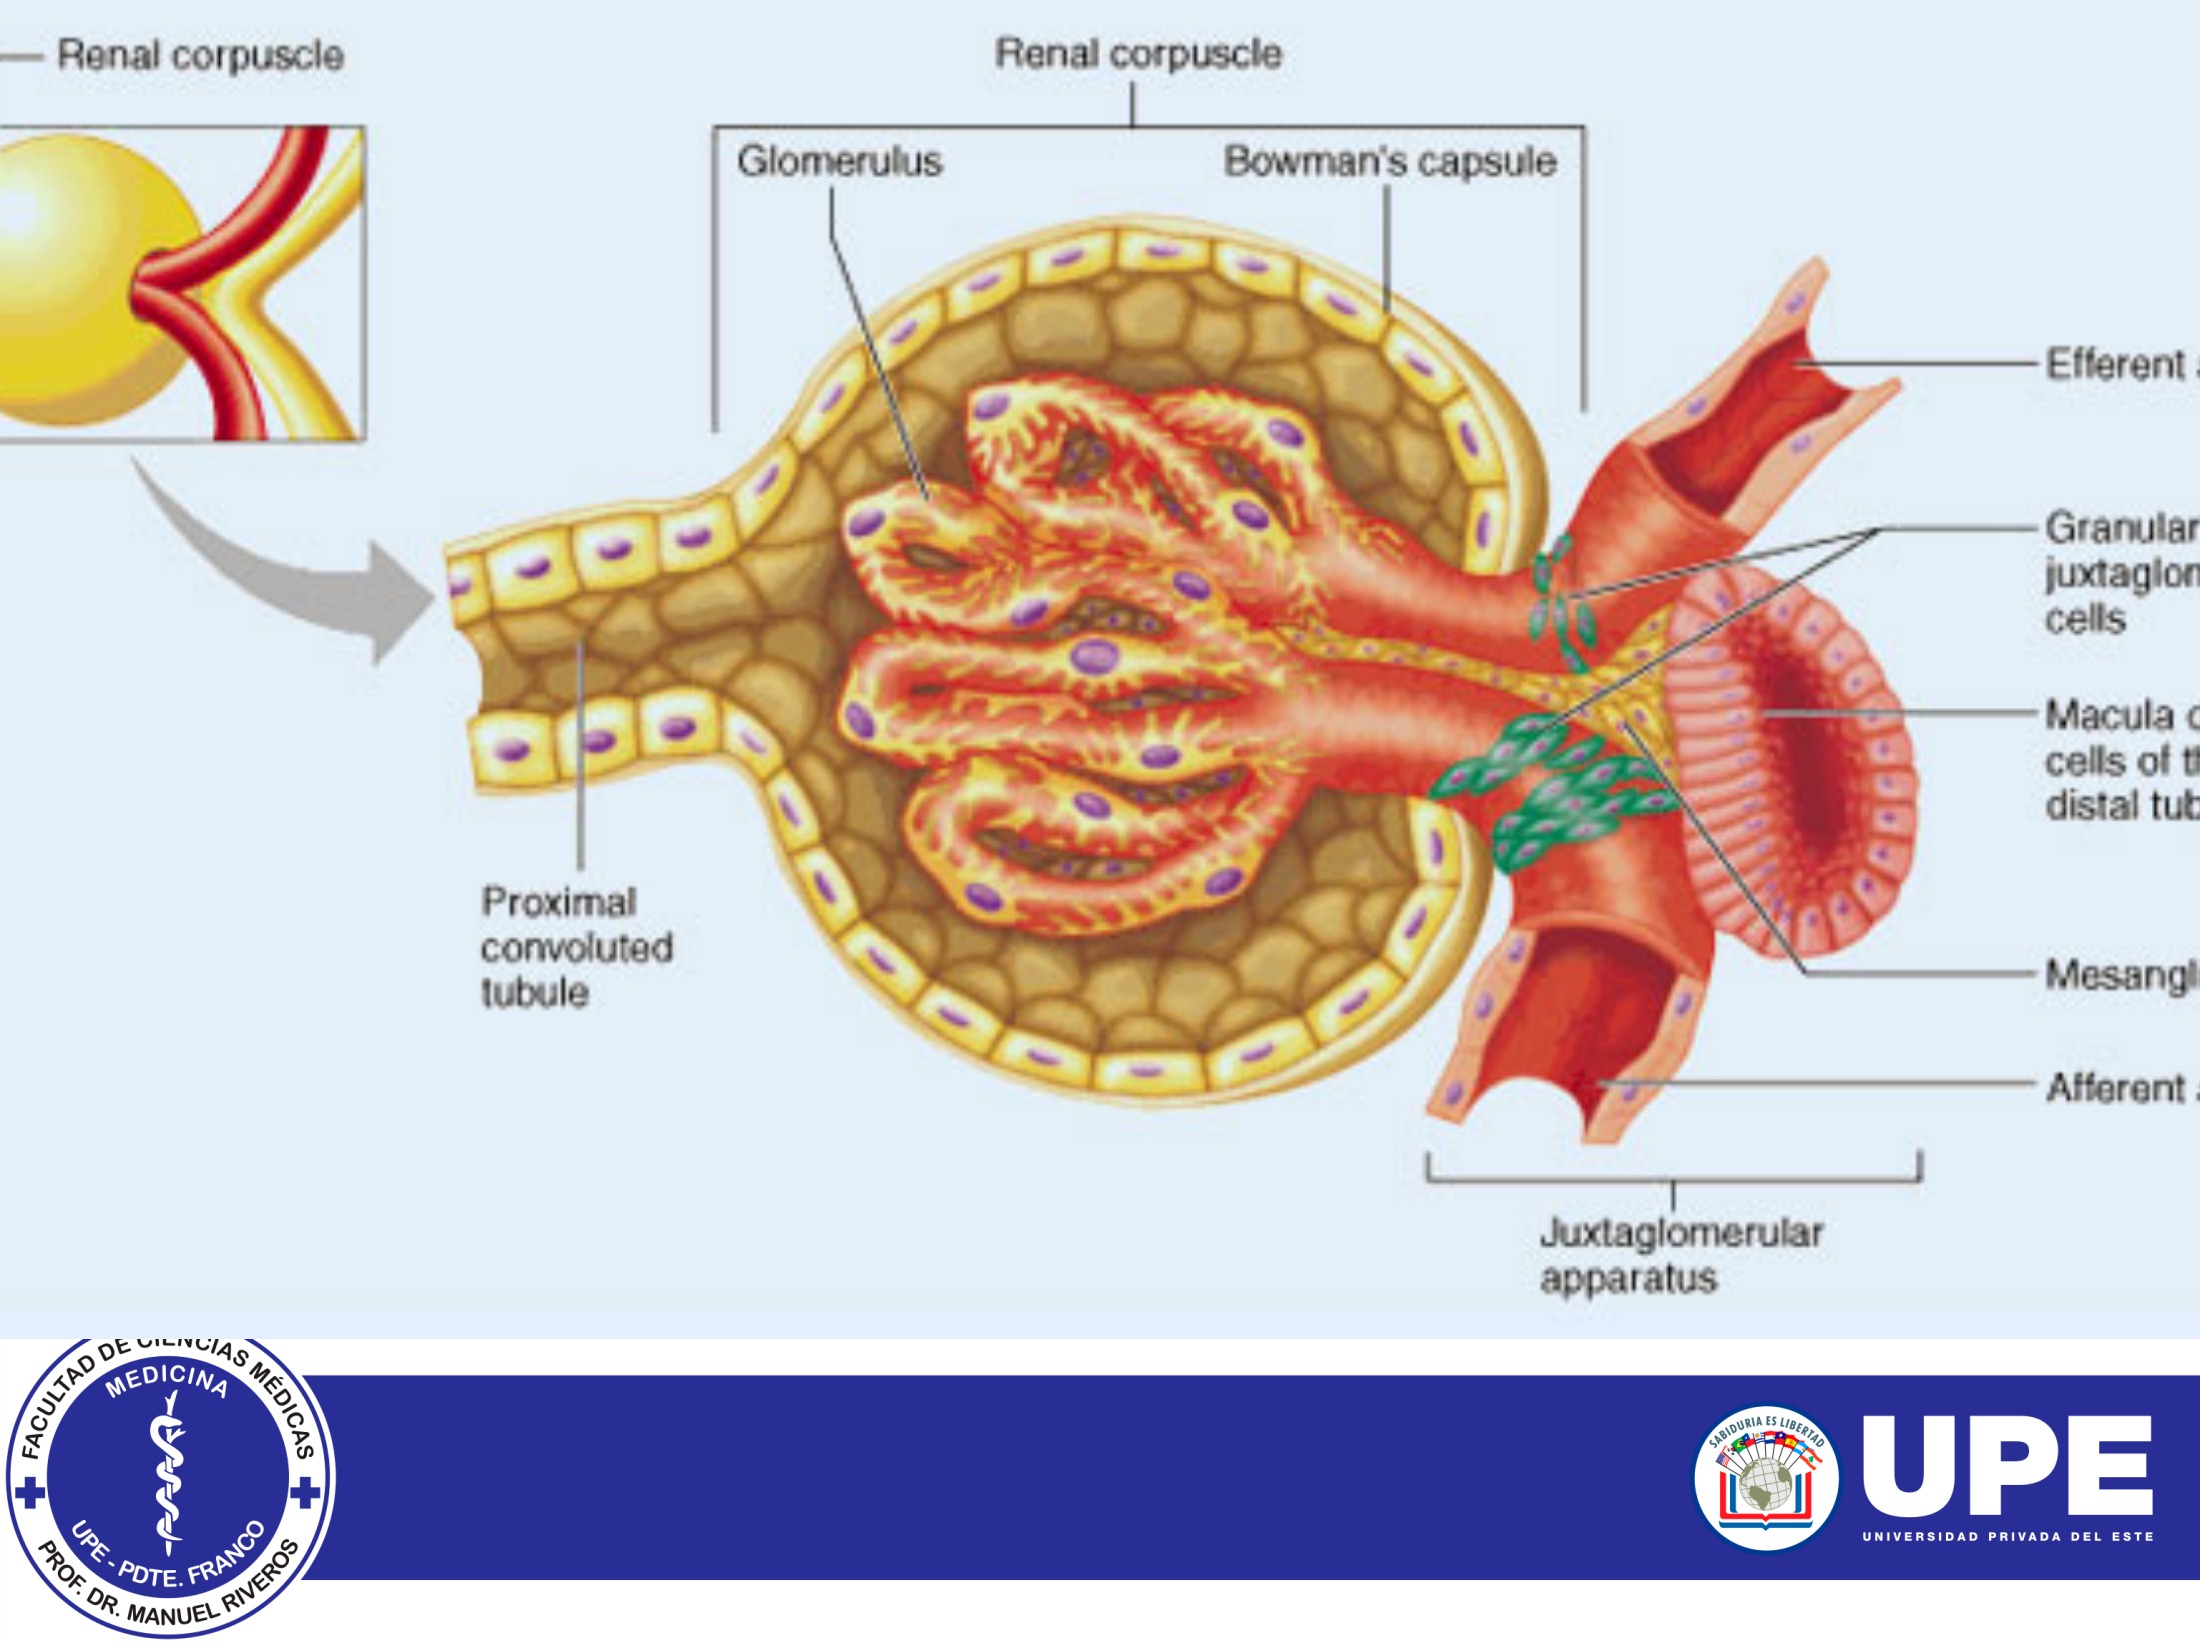 Renal corpuscle
Renal corpuscle
Glomerulus
Bowman's capsule
Efferent
Granular
cells
Macula
cells of
distal
Proximal
convoluted
tubule
Afferent
Juxtaglomerular
apparatus
FACULTAD DE CIENCIAS MÉDICAS
MEDICINA
UPE - PDTE. FRANCO
PROF. DR. MANUEL RIVEROS
SABIDURIA ES LIBERTAD
UPE
UNIVERSIDAD PRIVADA DEL ESTE